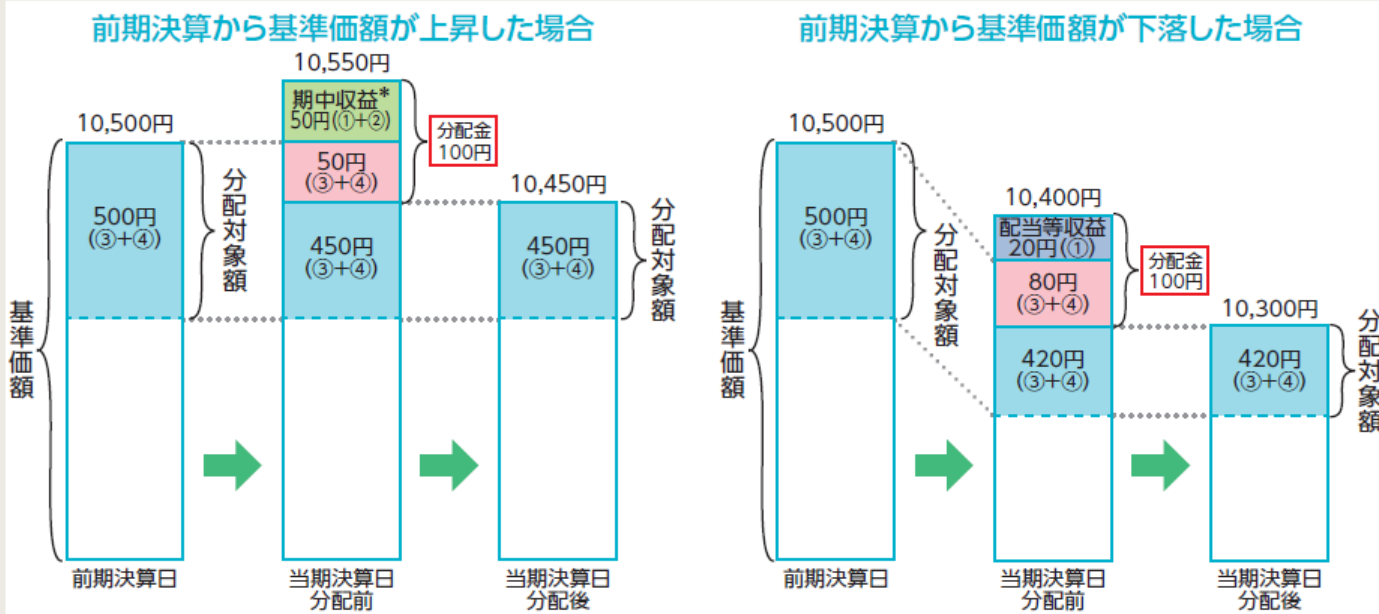 前期決算から基準価額が上昇した場合
10,500円
500円
(③+④)
分配対象額
基準価額
前期決算日
10,550円
期中収益*
50円(①+②)
50円
(③+④)
450円
(③+④)
分配金
100円
当期決算日
分配前
10,450円
450円
(③+④)
分配対象額
当期決算日
分配後
前期決算から基準価額が下落した場合
10,500円
500円
(③+④)
分配対象額
基準価額
前期決算日
10,400円
配当等収益
20円(①)
80円
(③+④)
420円
(③+④)
分配金
100円
当期決算日
分配前
10,300円
420円
(③+④)
分配対象額
当期決算日
分配後